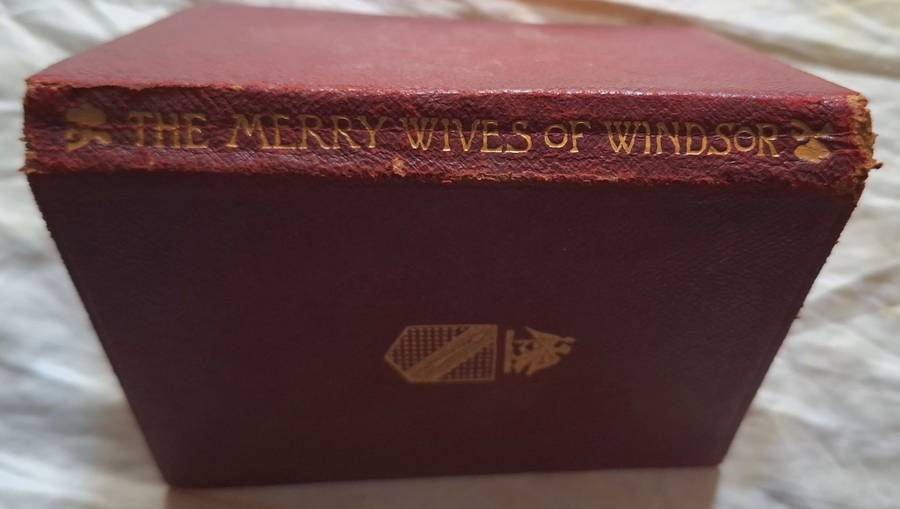 THE MERRY WIVES OF WINDSOR